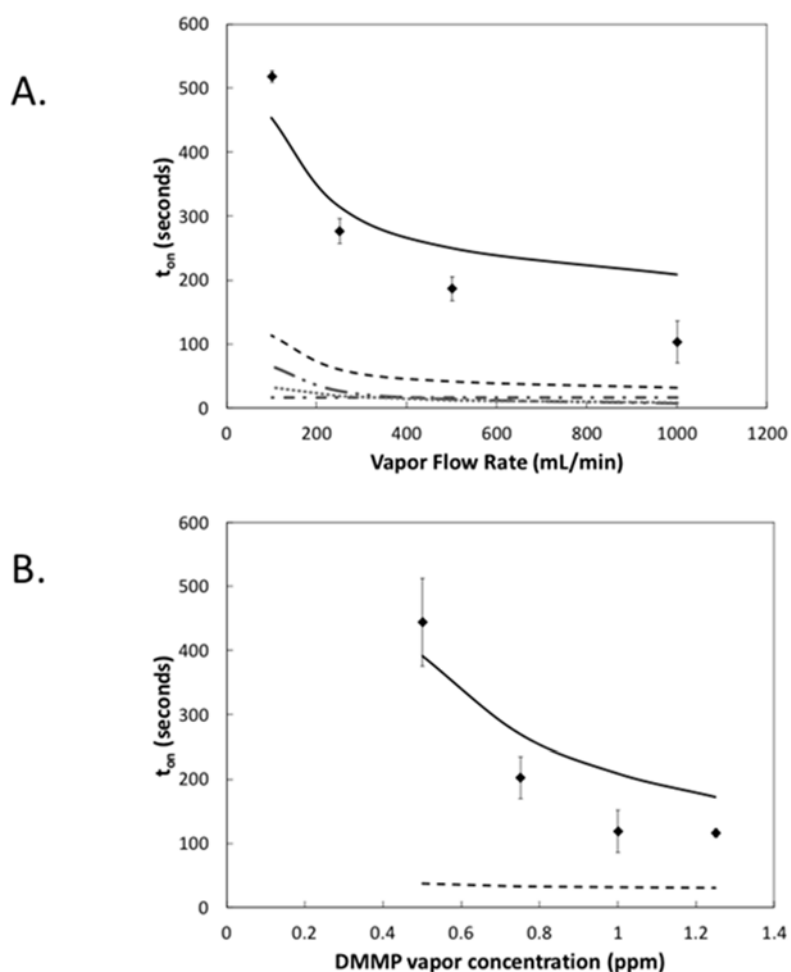 A.
600
500
400
300
200
100
0
t_on (seconds)
0 200 400 600 800 1000 1200
Vapor Flow Rate (mL/min)
B.
600
500
400
300
200
100
0
t_on (seconds)
0 0.2 0.4 0.6 0.8 1 1.2 1.4
DMMP vapor concentration (ppm)